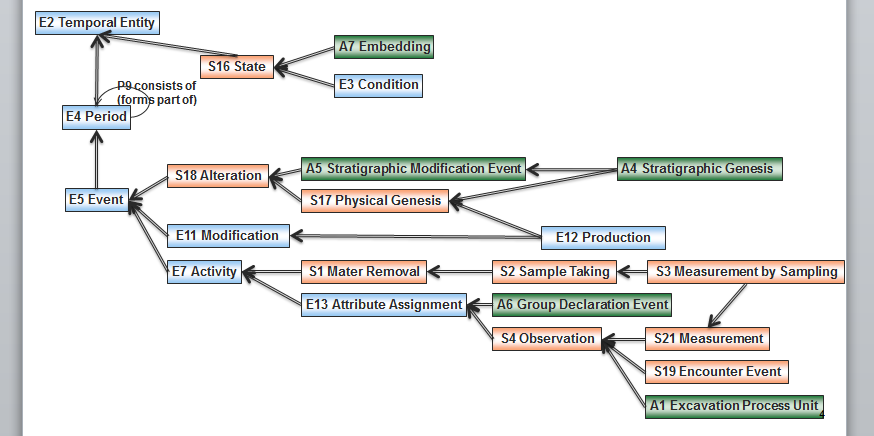 E2 Temporal Entity
A7 Embedding
S16 State
E3 Condition
P9 consists of
(forms part of)
E4 Period
A5 Stratigraphic Modification Event
A4 Stratigraphic Genesis
S18 Alteration
E5 Event
S17 Physical Genesis
E11 Modification
E12 Production
E7 Activity
S1 Mater Removal
S2 Sample Taking
S3 Measurement by Sampling
E13 Attribute Assignment
A6 Group Declaration Event
S4 Observation
S21 Measurement
S19 Encounter Event
A1 Excavation Process Unit
4